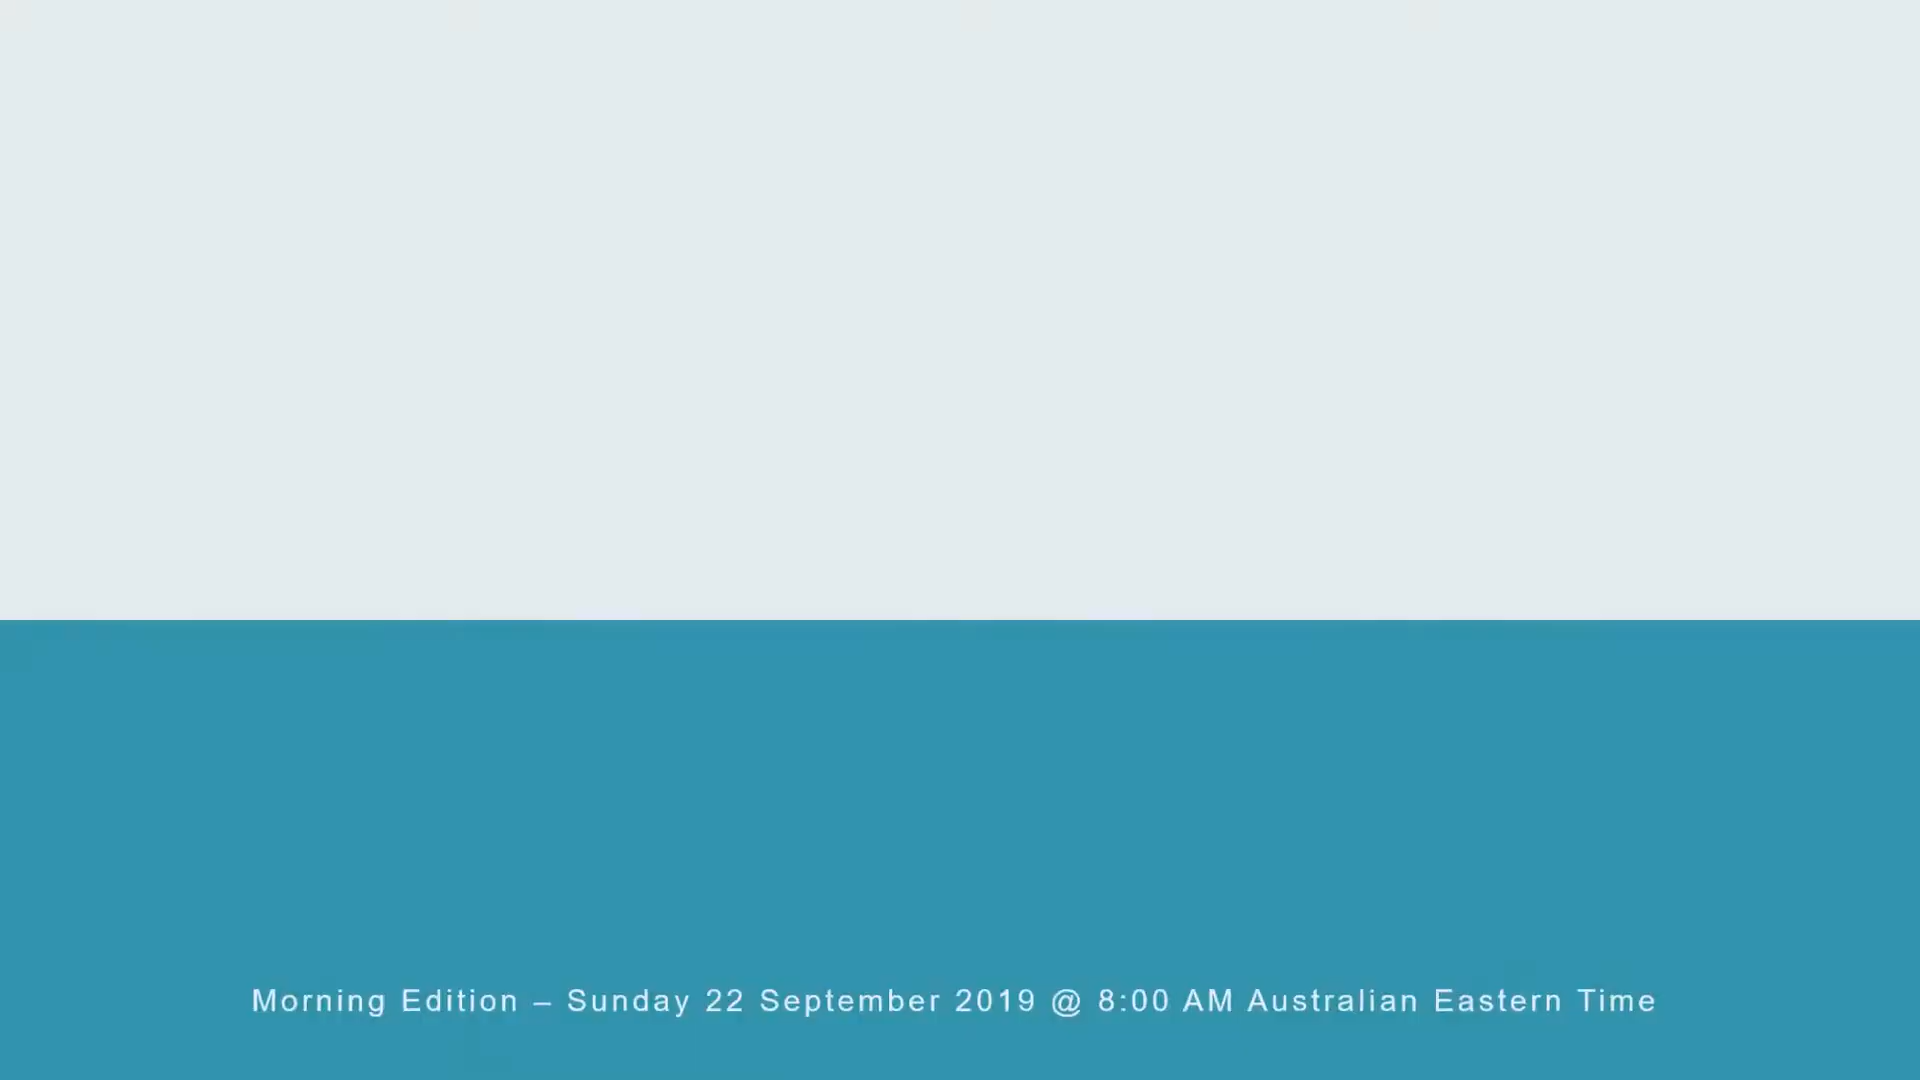 Morning Edition – Sunday 22 September 2019 @ 8:00 AM Australian Eastern Time